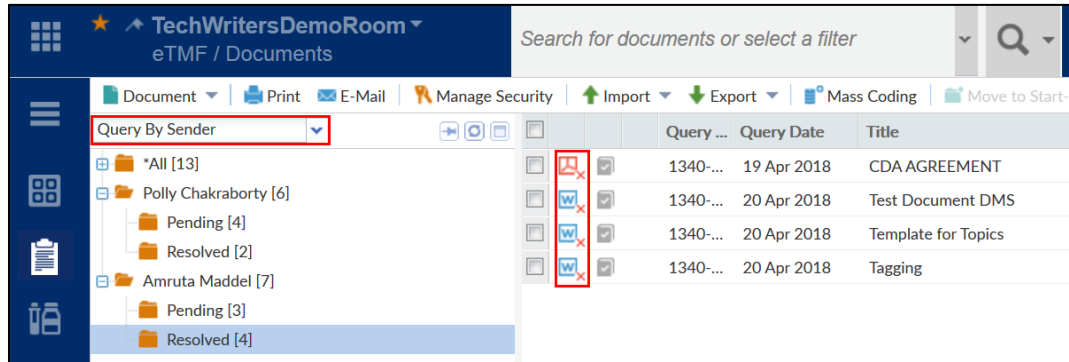 TechWritersDemoRoom
eTMF / Documents
Search for documents or select a filter
Document Print E-Mail Manage Security Import Export Mass Coding Move to Start-
Query By Sender
*All [13]
Polly Chakraborty [6]
Pending [4]
Resolved [2]
Amruta Maddel [7]
Pending [3]
Resolved [4]
Query ... Query Date Title
1340-... 19 Apr 2018 CDA AGREEMENT
1340-... 20 Apr 2018 Test Document DMS
1340-... 20 Apr 2018 Template for Topics
1340-... 20 Apr 2018 Tagging